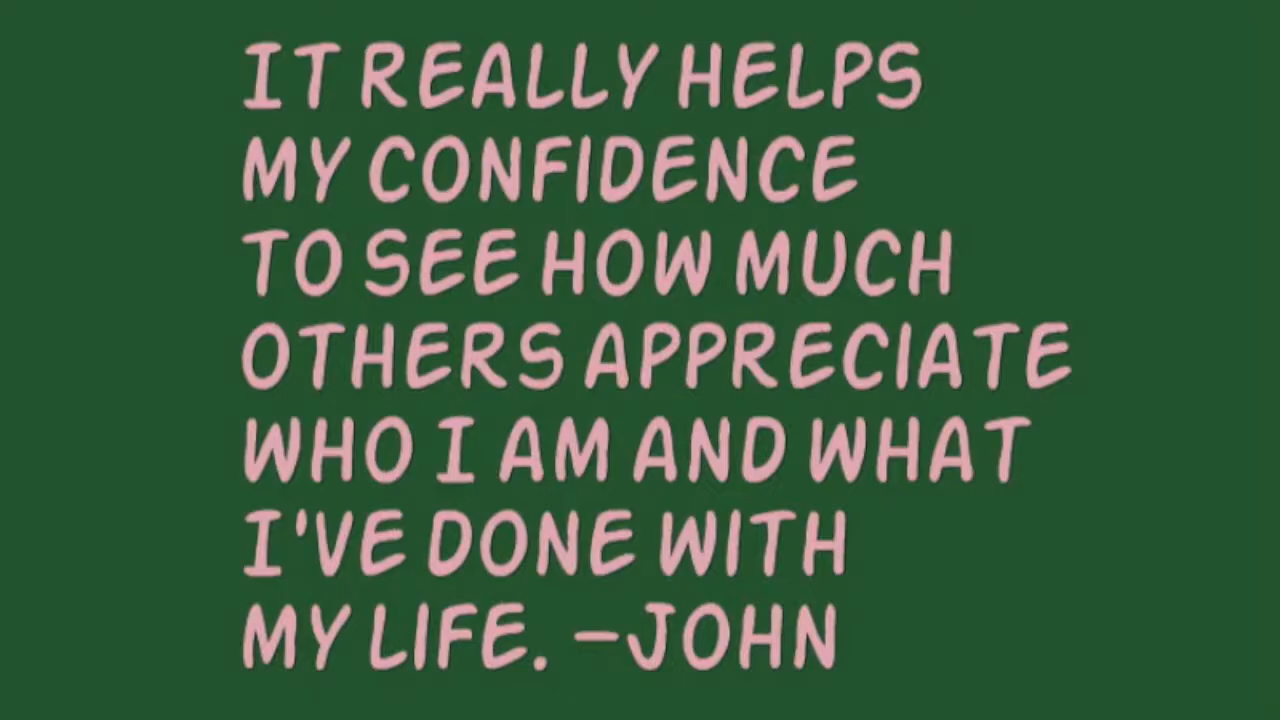 IT REALLY HELPS
MY CONFIDENCE
TO SEE HOW MUCH
OTHERS APPRECIATE
WHO I AM AND WHAT
I'VE DONE WITH
MY LIFE. –JOHN